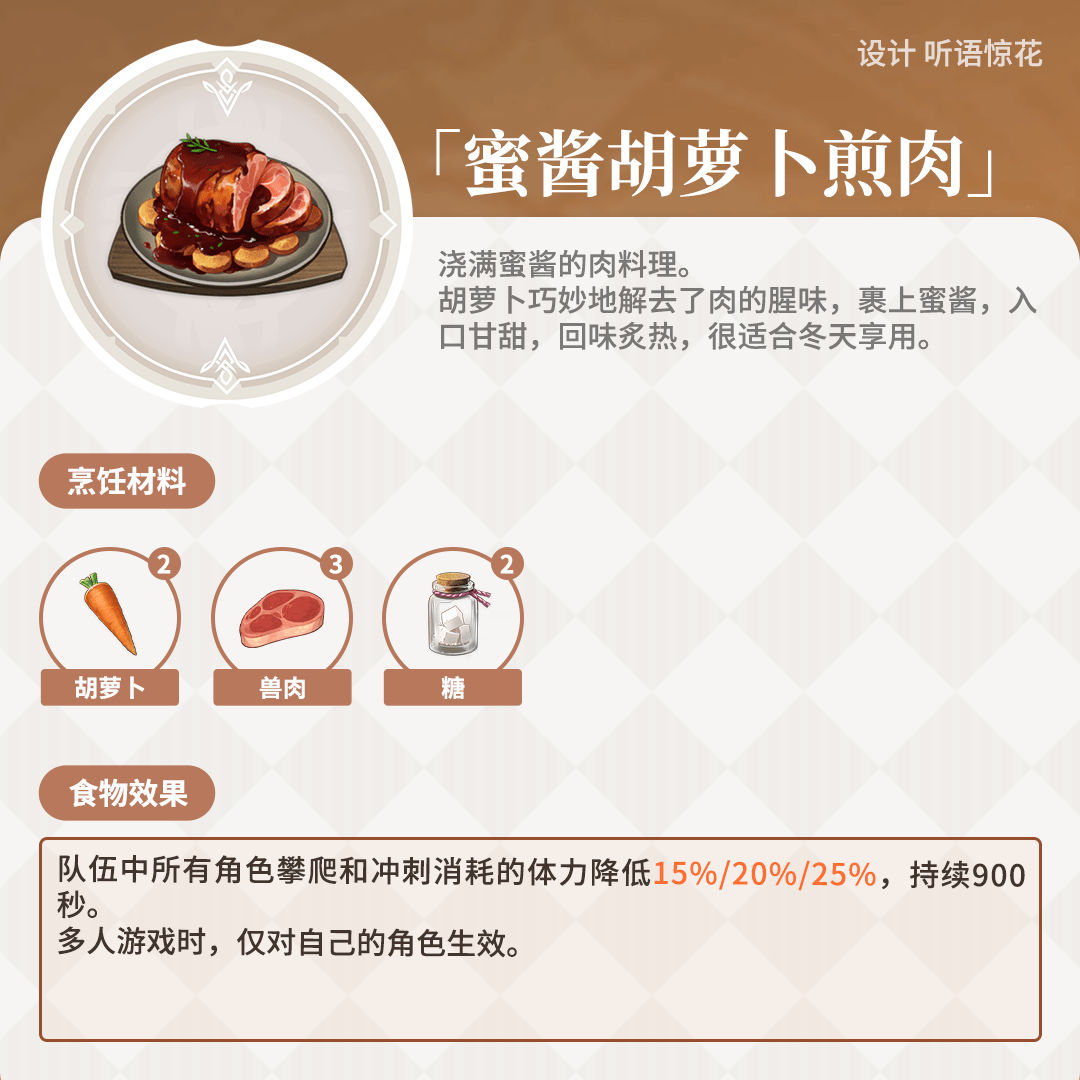 设计 听语惊花
「蜜酱胡萝卜煎肉」
浇满蜜酱的肉料理。
胡萝卜巧妙地解去了肉的腥味，裹上蜜酱，入
口甘甜，回味炙热，很适合冬天享用。
烹饪材料
2
3
2
胡萝卜
兽肉
糖
食物效果
队伍中所有角色攀爬和冲刺消耗的体力降低15%/20%/25%，持续900
秒。
多人游戏时，仅对自己的角色生效。